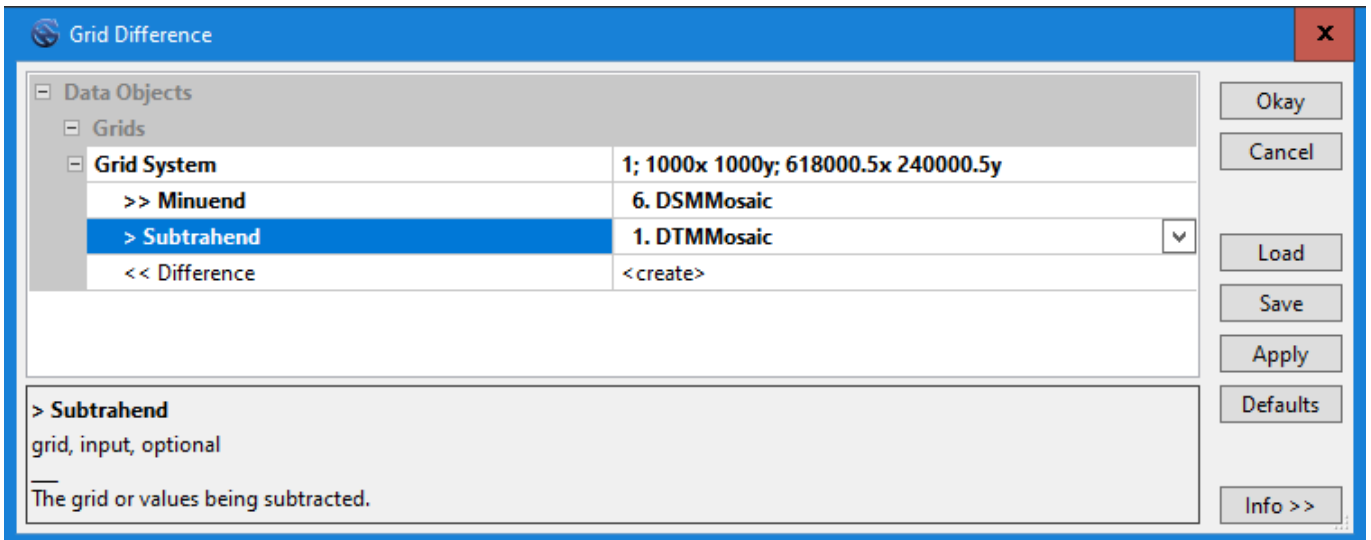 Grid Difference
Data Objects
Okay
Grids
Grid System 1; 1000x 1000y; 618000.5x 240000.5y
Cancel
>> Minuend 6. DSMMosaic
> Subtrahend 1. DTMMosaic
Load
<< Difference <create>
Save
Apply
> Subtrahend
Defaults
grid, input, optional
The grid or values being subtracted.
Info >>